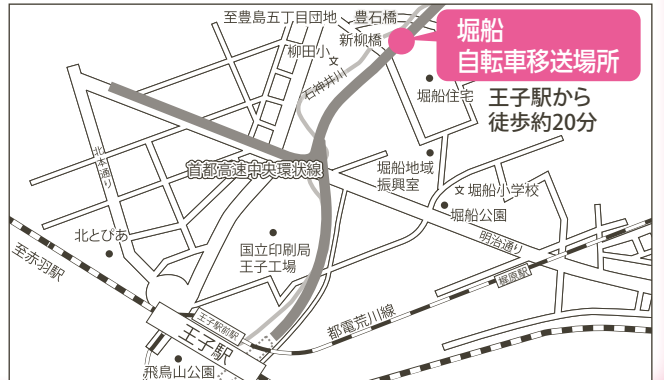 至豊島五丁目団地
豊石橋
新柳橋
柳田小
文
石神井川
堀船
自転車移送場所
堀船住宅
王子駅から
徒歩約20分
北本通り
首都高速中央環状線
堀船地域
振興室
文 堀船小学校
堀船公園
明治通り
北とぴあ
国立印刷局
王子工場
至赤羽駅
梶原駅
都電荒川線
王子駅前駅
王子駅
飛鳥山公園